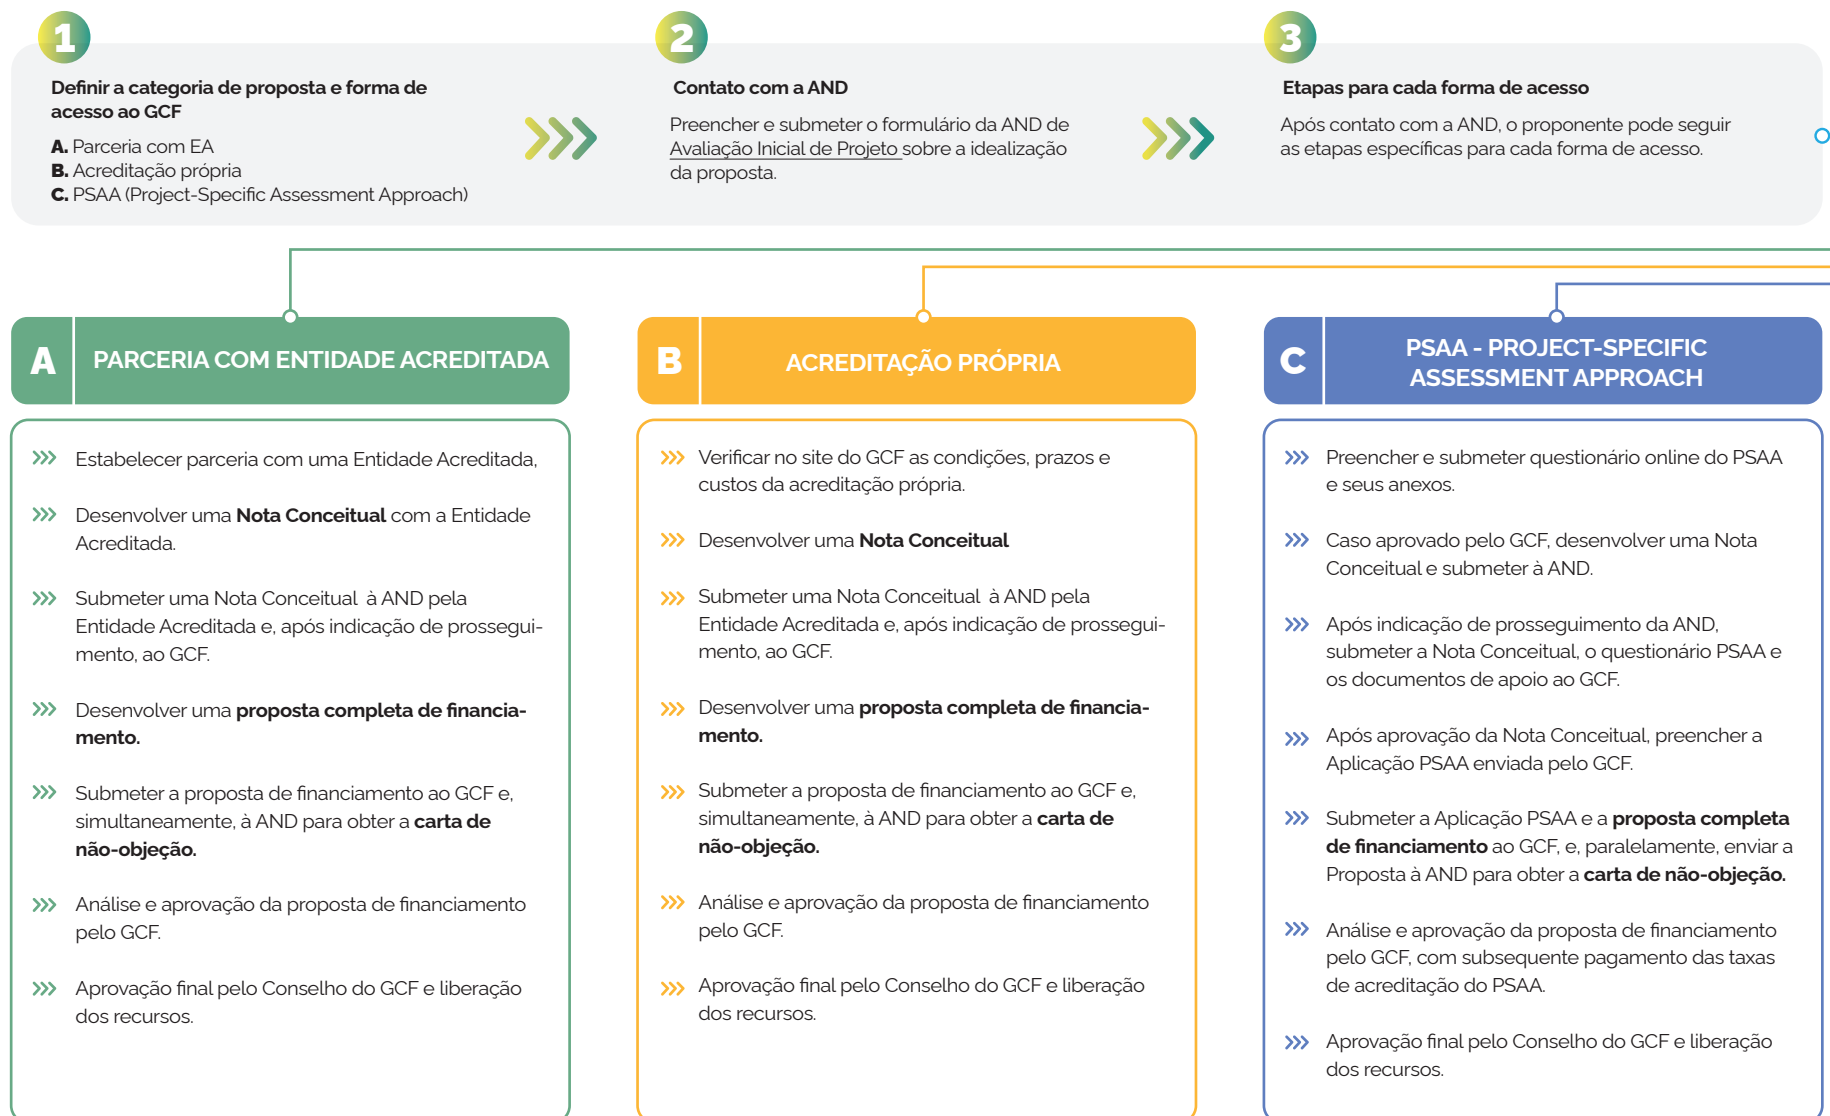 1
Definir a categoria de proposta e forma de
acesso ao GCF
A. Parceria com EA
B. Acreditação própria
C. PSAA (Project-Specific Assessment Approach)
2
Contato com a AND
Preencher e submeter o formulário da AND de
Avaliação Inicial de Projeto sobre a idealização
da proposta.
3
Etapas para cada forma de acesso
Após contato com a AND, o proponente pode seguir
as etapas específicas para cada forma de acesso.
A
PARCERIA COM ENTIDADE ACREDITADA
Estabelecer parceria com uma Entidade Acreditada,
Desenvolver uma Nota Conceitual com a Entidade
Acreditada.
Submeter uma Nota Conceitual à AND pela
Entidade Acreditada e, após indicação de prossegui-
mento, ao GCF.
Desenvolver uma proposta completa de financia-
mento.
Submeter a proposta de financiamento ao GCF e,
simultaneamente, à AND para obter a carta de
não-objeção.
Análise e aprovação da proposta de financiamento
pelo GCF.
Aprovação final pelo Conselho do GCF e liberação
dos recursos.
B
ACREDITAÇÃO PRÓPRIA
Verificar no site do GCF as condições, prazos e
custos da acreditação própria.
Desenvolver uma Nota Conceitual
Submeter uma Nota Conceitual à AND pela
Entidade Acreditada e, após indicação de prossegui-
mento, ao GCF.
Desenvolver uma proposta completa de financia-
mento.
Submeter a proposta de financiamento ao GCF e,
simultaneamente, à AND para obter a carta de
não-objeção.
Análise e aprovação da proposta de financiamento
pelo GCF.
Aprovação final pelo Conselho do GCF e liberação
dos recursos.
C
PSAA - PROJECT-SPECIFIC
ASSESSMENT APPROACH
Preencher e submeter questionário online do PSAA
e seus anexos.
Caso aprovado pelo GCF, desenvolver uma Nota
Conceitual e submeter à AND.
Após indicação de prosseguimento da AND,
submeter a Nota Conceitual, o questionário PSAA e
os documentos de apoio ao GCF.
Após aprovação da Nota Conceitual, preencher a
Aplicação PSAA enviada pelo GCF.
Submeter a Aplicação PSAA e a proposta completa
de financiamento ao GCF, e, paralelamente, enviar a
Proposta à AND para obter a carta de não-objeção.
Análise e aprovação da proposta de financiamento
pelo GCF, com subsequente pagamento das taxas
de acreditação do PSAA.
Aprovação final pelo Conselho do GCF e liberação
dos recursos.